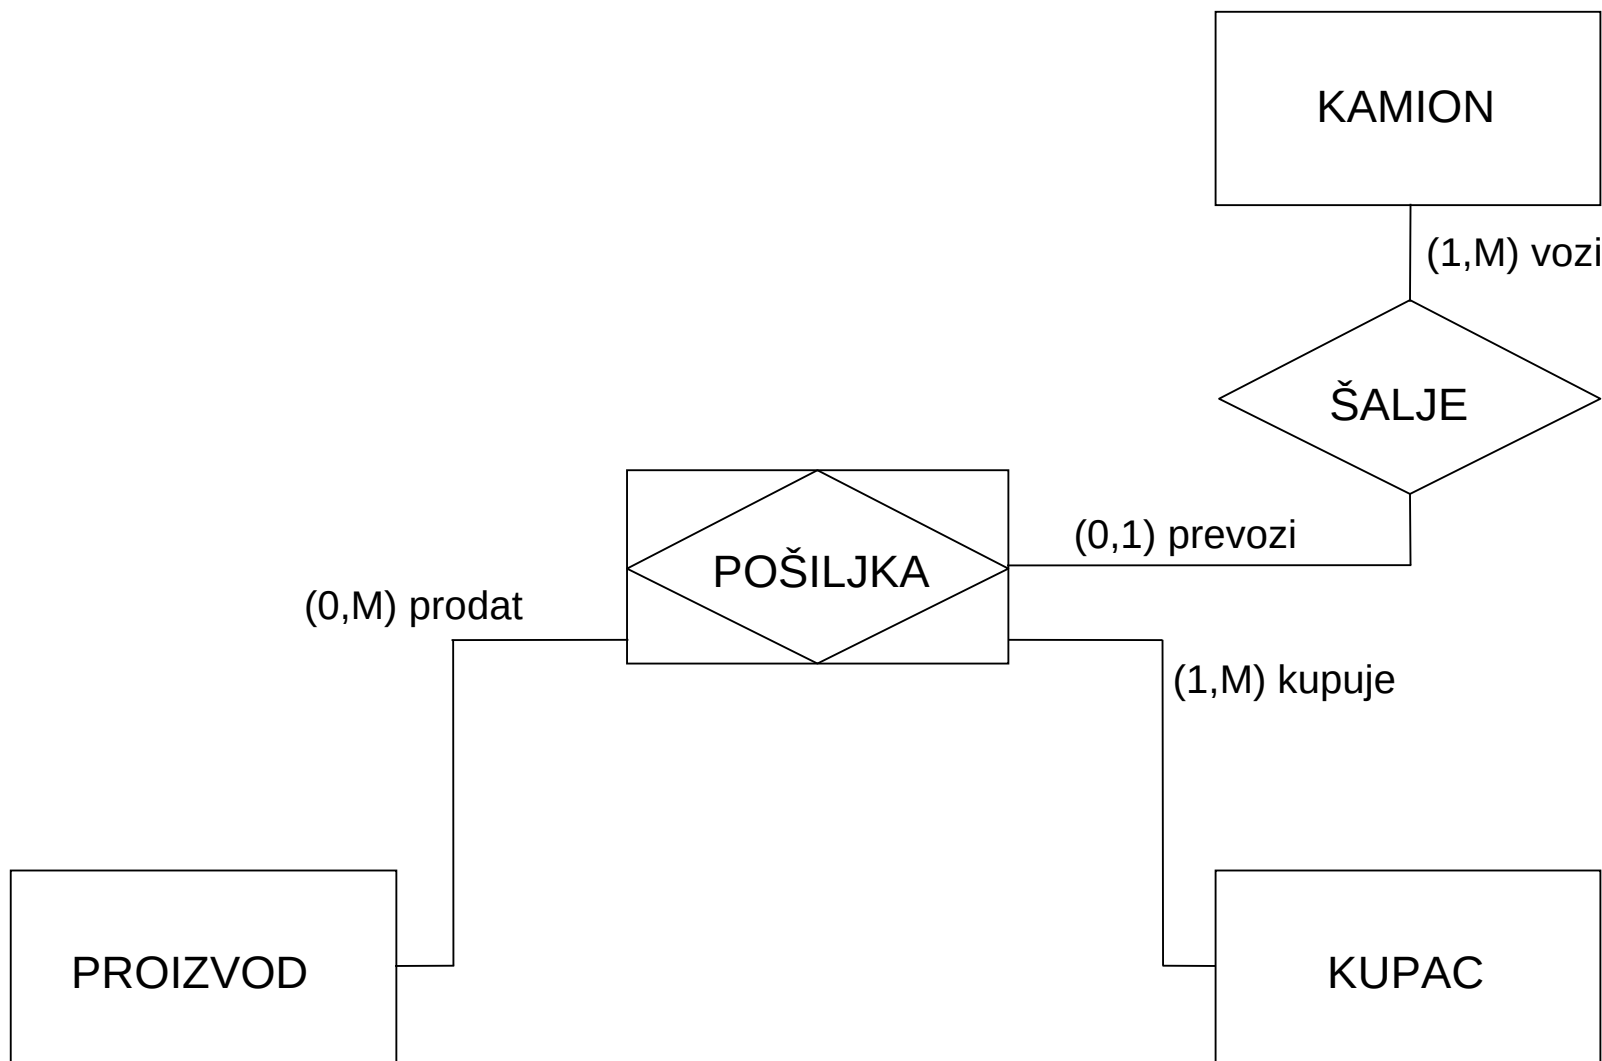 KAMION
(1,M) vozi
ŠALJE
(0,1) prevozi
POŠILJKA
(0,M) prodat
(1,M) kupuje
PROIZVOD
KUPAC